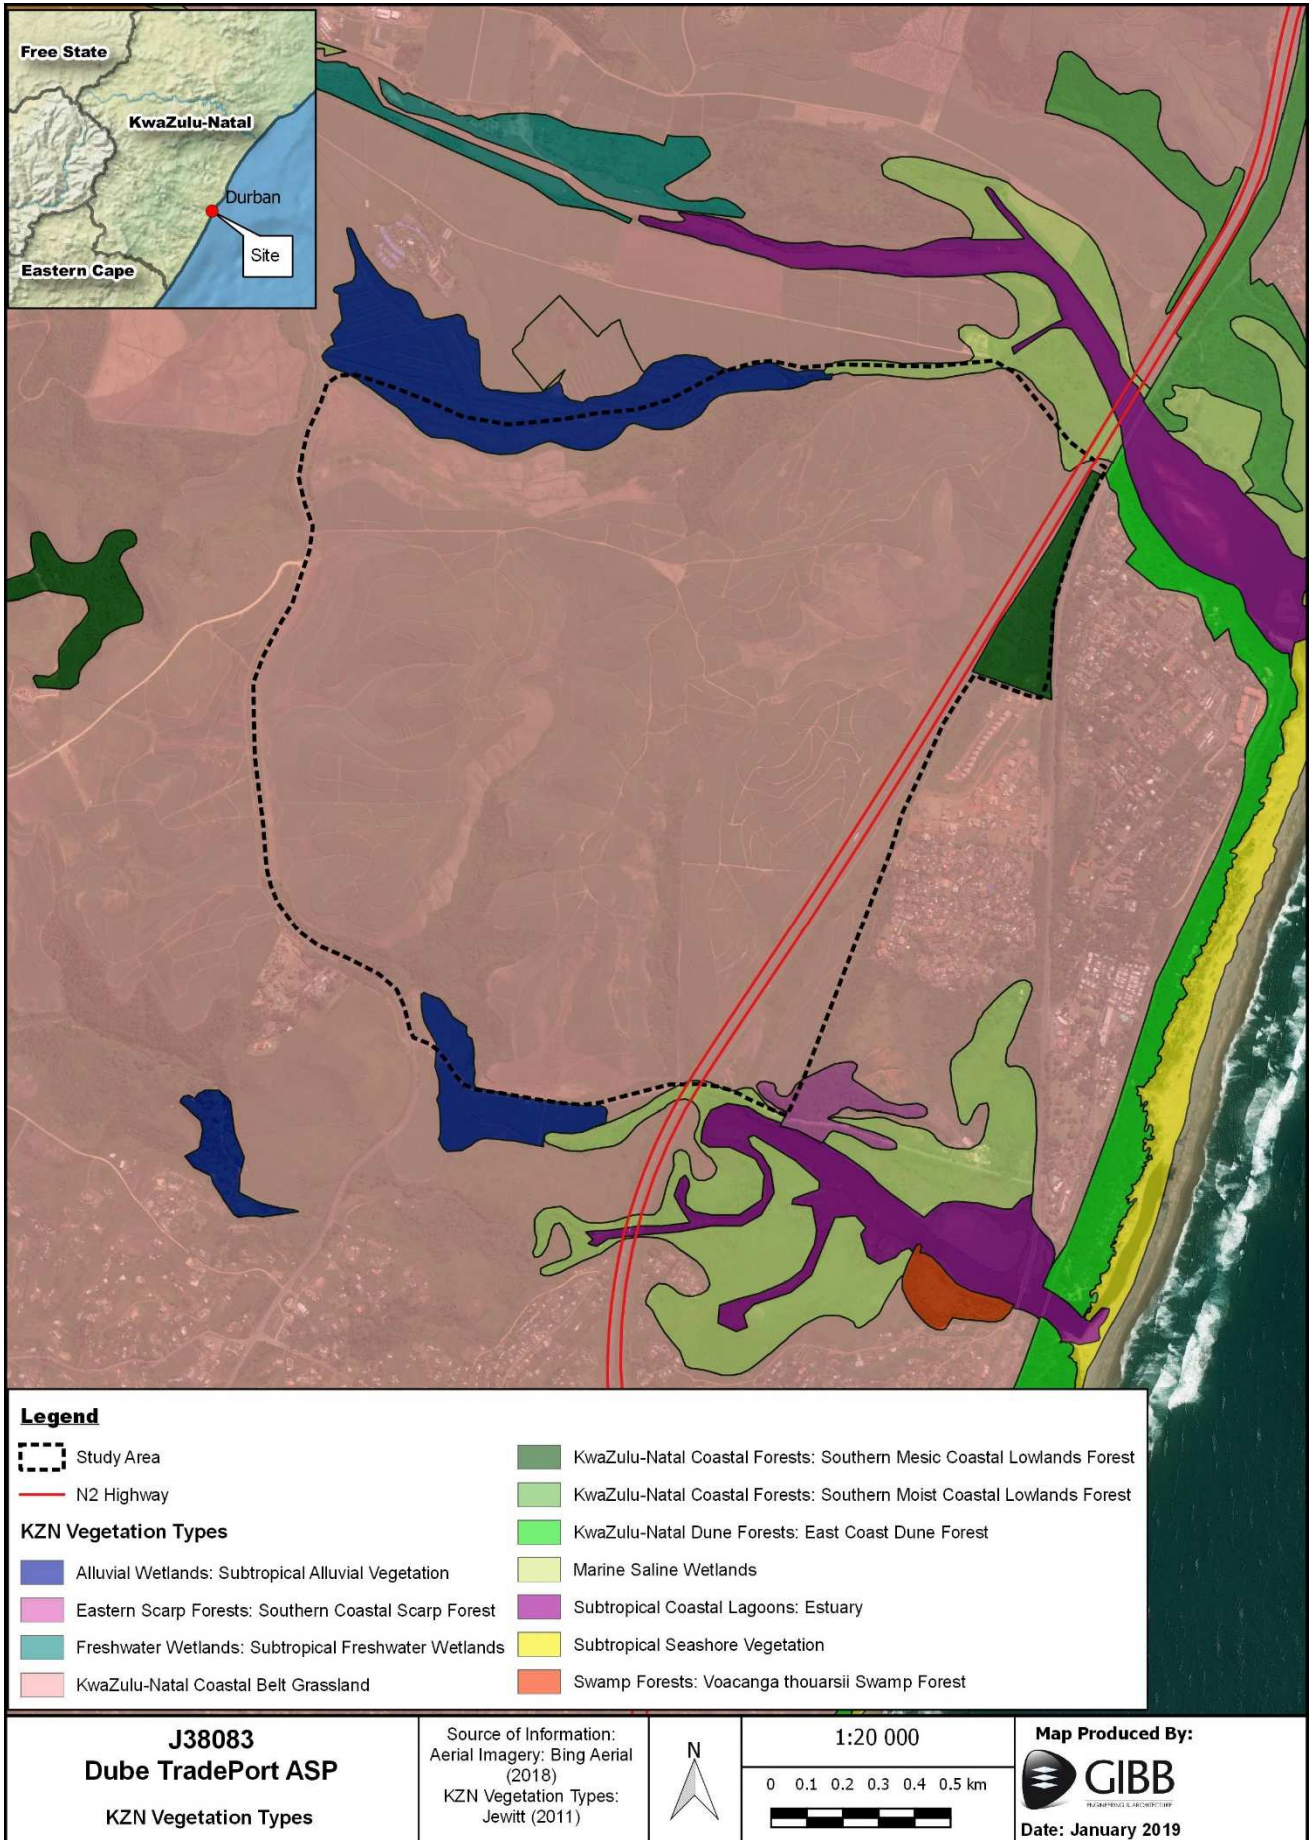 Free State
KwaZulu-Natal
Durban
Site
Eastern Cape
Legend
Study Area
N2 Highway
KZN Vegetation Types
Alluvial Wetlands: Subtropical Alluvial Vegetation
Eastern Scarp Forests: Southern Coastal Scarp Forest
Freshwater Wetlands: Subtropical Freshwater Wetlands
KwaZulu-Natal Coastal Belt Grassland
KwaZulu-Natal Coastal Forests: Southern Mesic Coastal Lowlands Forest
KwaZulu-Natal Coastal Forests: Southern Moist Coastal Lowlands Forest
KwaZulu-Natal Dune Forests: East Coast Dune Forest
Marine Saline Wetlands
Subtropical Coastal Lagoons: Estuary
Subtropical Seashore Vegetation
Swamp Forests: Voacanga thouarsii Swamp Forest
J38083
Dube TradePort ASP
KZN Vegetation Types
Source of Information:
Aerial Imagery: Bing Aerial
(2018)
KZN Vegetation Types:
Jewitt (2011)
N
1:20 000
0 0.1 0.2 0.3 0.4 0.5 km
Map Produced By:
GIBB
ENGINEERING & ARCHITECTURE
Date: January 2019